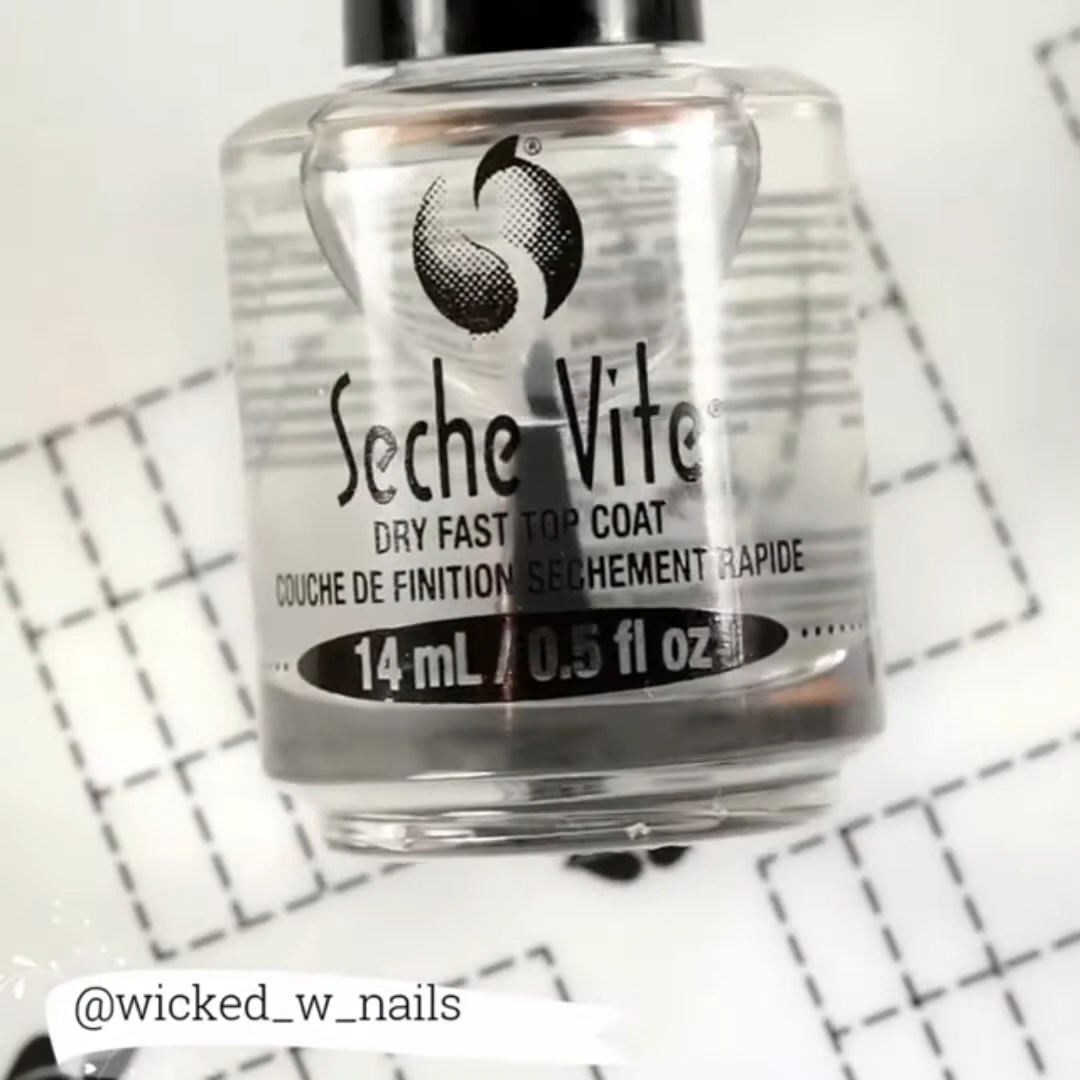 ®
Seche Vite®
DRY FAST TOP COAT
COUCHE DE FINITION SECHEMENT RAPIDE
14 mL / 0.5 fl oz
@wicked_w_nails